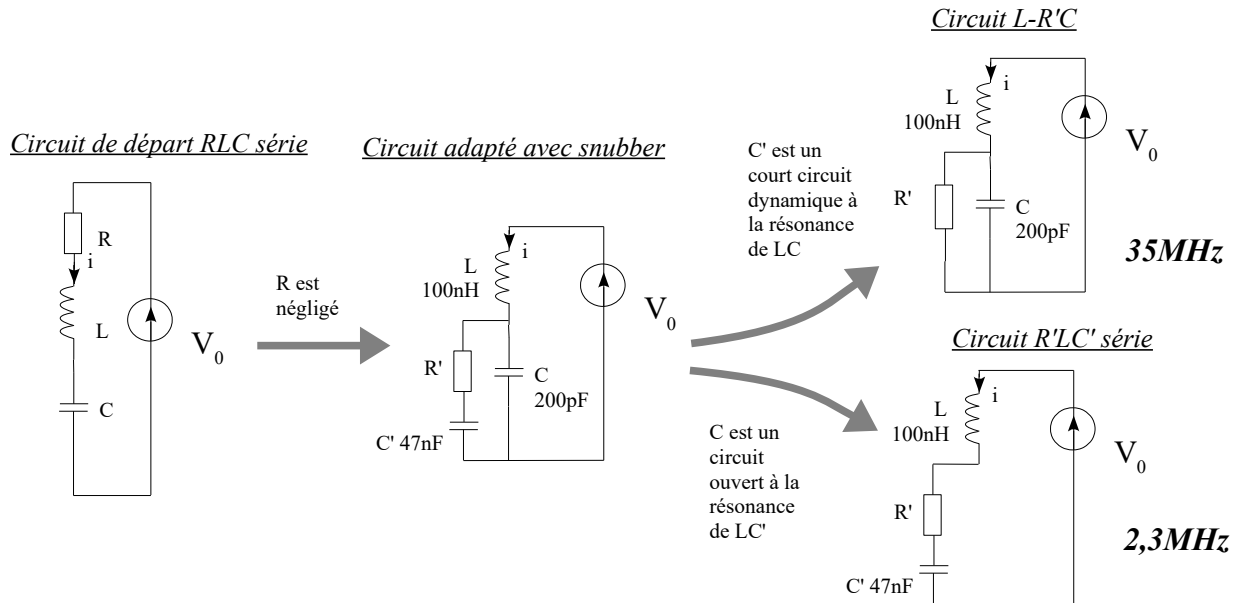 Circuit de départ RLC série
R
i
L
C
V0
R est
négligé
Circuit adapté avec snubber
i
L
100nH
R'
C
200pF
C' 47nF
V0
C' est un
court circuit
dynamique à
la résonance
de LC
C est un
circuit
ouvert à la
résonance
de LC'
Circuit L-R'C
i
L
100nH
R'
C
200pF
V0
35MHz
Circuit R'LC' série
i
L
100nH
R'
C' 47nF
V0
2,3MHz